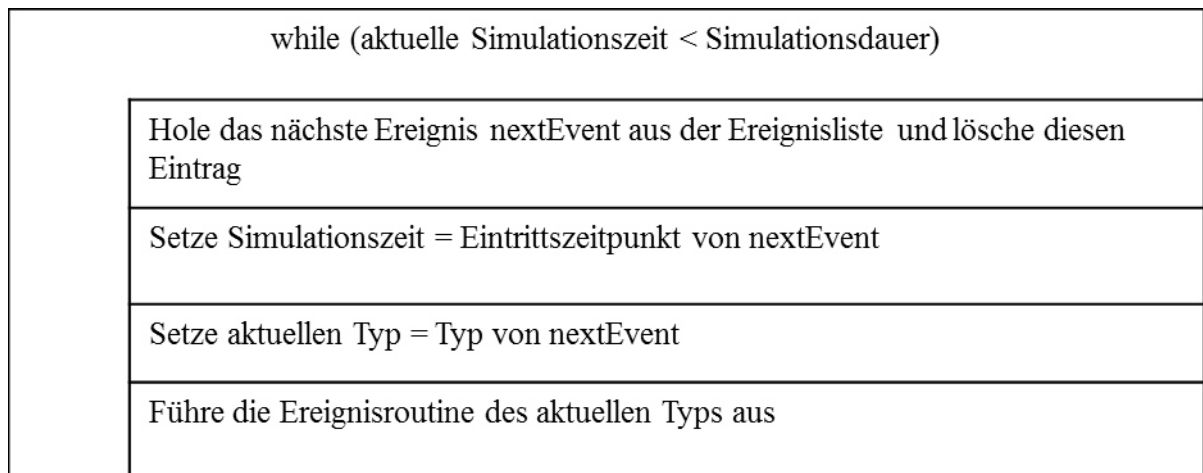 while (aktuelle Simulationszeit < Simulationsdauer)
Hole das nächste Ereignis nextEvent aus der Ereignisliste und lösche diesen
Eintrag
Setze Simulationszeit = Eintrittszeitpunkt von nextEvent
Setze aktuellen Typ = Typ von nextEvent
Führe die Ereignisroutine des aktuellen Typs aus